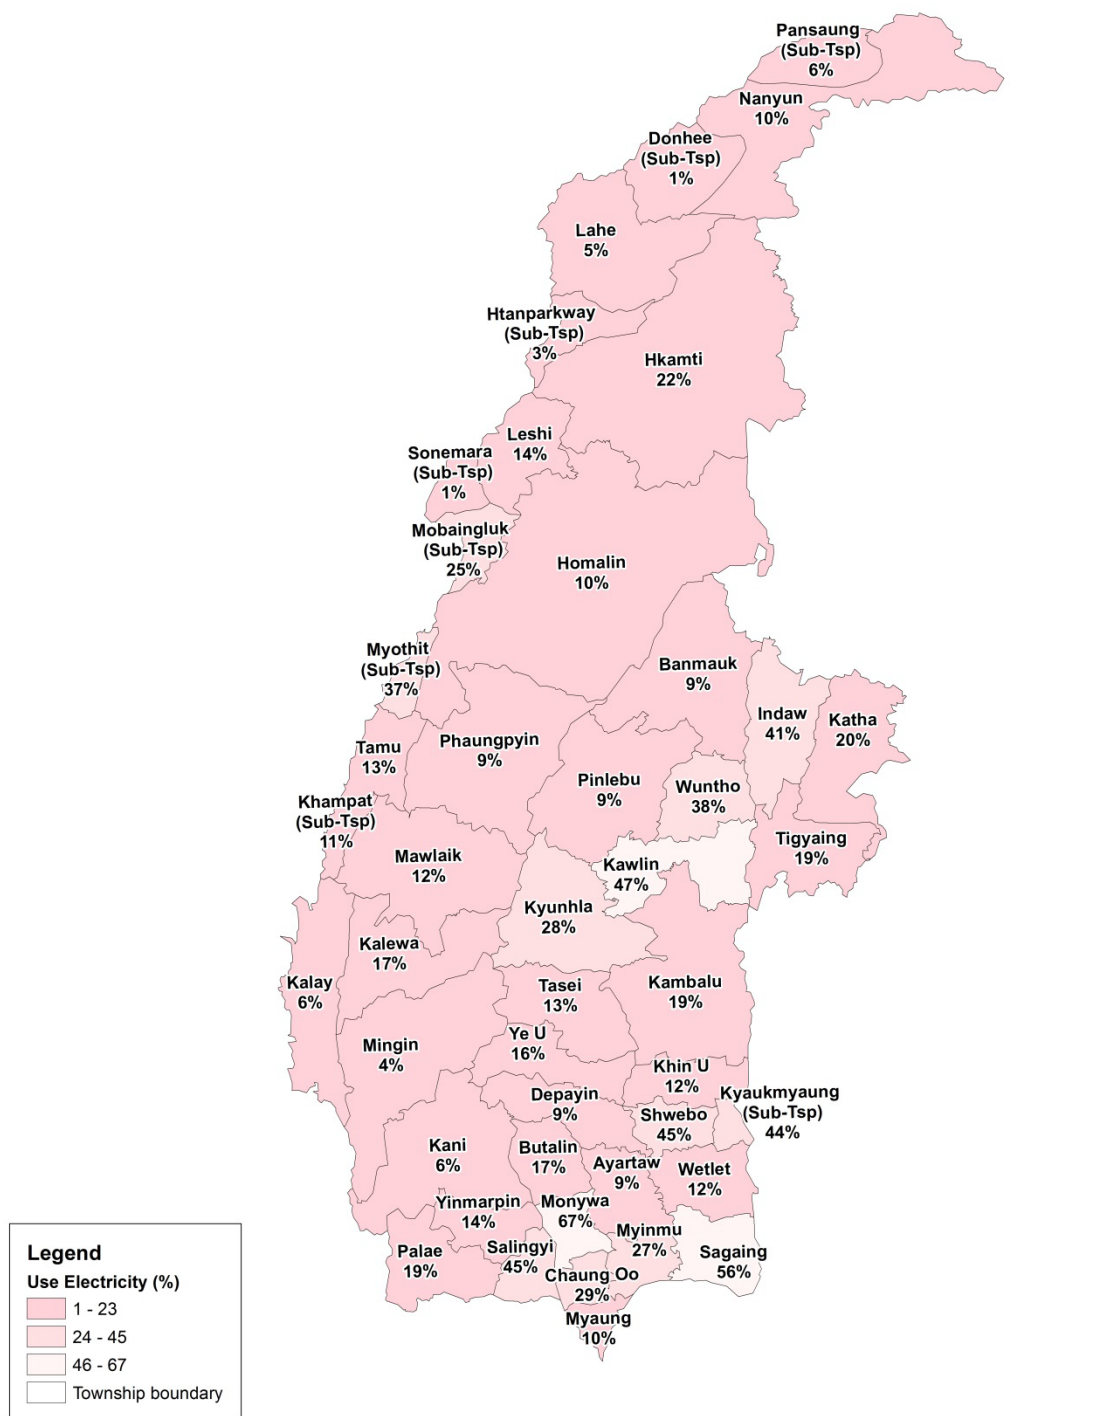 Pansaung
(Sub-Tsp)
6%
Nanyun
10%
Donhee
(Sub-Tsp)
1%
Lahe
5%
Htanparkway
(Sub-Tsp)
3%
Hkamti
22%
Leshi
14%
Sonemara
(Sub-Tsp)
1%
Mobaingluk
(Sub-Tsp)
25%
Homalin
10%
Myothit
(Sub-Tsp)
37%
Banmauk
9%
Indaw
41%
Katha
20%
Tamu
13%
Phaungpyin
9%
Pinlebu
9%
Wuntho
38%
Khampat
(Sub-Tsp)
11%
Mawlaik
12%
Tigyaing
19%
Kawlin
47%
Kyunhla
28%
Kalewa
17%
Kalay
6%
Tasei
13%
Kambalu
19%
Mingin
4%
Ye U
16%
Khin U
12%
Depayin
9%
Shwebo
45%
Kyaukmyaung
(Sub-Tsp)
44%
Kani
6%
Butalin
17%
Ayartaw
9%
Wetlet
12%
Yinmarpin
14%
Monywa
67%
Myinmu
27%
Sagaing
56%
Palae
19%
Salingyi
45%
Chaung Oo
29%
Myaung
10%
Legend
Use Electricity (%)
1 - 23
24 - 45
46 - 67
Township boundary